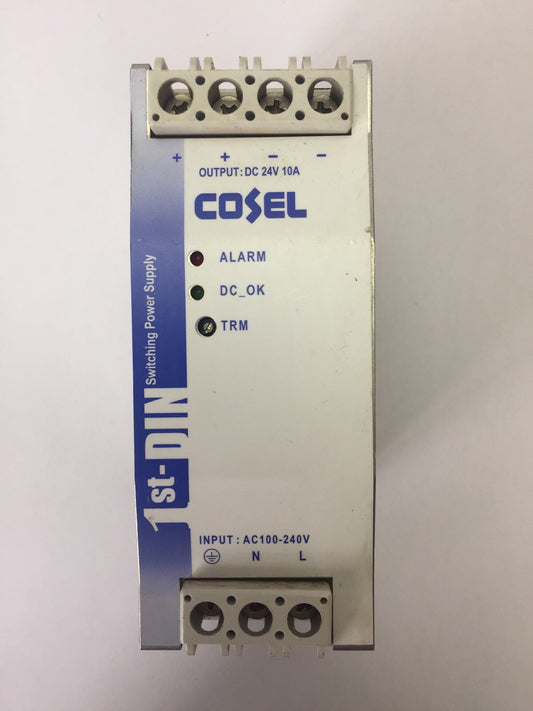 + + − −
OUTPUT : DC 24V 10A
COSEL
ALARM
DC_OK
TRM
1st-DIN Switching Power Supply
INPUT : AC100-240V
⏚ N L